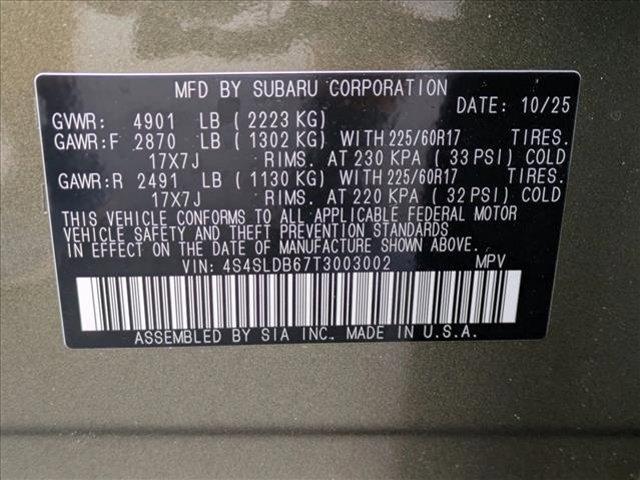 MFD BY SUBARU CORPORATION
DATE: 10/25
GVWR: 4901 LB ( 2223 KG)
GAWR:F 2870 LB ( 1302 KG) WITH 225/60R17 TIRES.
17X7J RIMS. AT 230 KPA ( 33 PSI) COLD
GAWR:R 2491 LB ( 1130 KG) WITH 225/60R17 TIRES.
17X7J RIMS. AT 220 KPA ( 32 PSI) COLD
THIS VEHICLE CONFORMS TO ALL APPLICABLE FEDERAL MOTOR
VEHICLE SAFETY AND THEFT PREVENTION STANDARDS
IN EFFECT ON THE DATE OF MANUFACTURE SHOWN ABOVE.
VIN: 4S4SLDB67T3003002 MPV
ASSEMBLED BY SIA INC. MADE IN U.S.A.